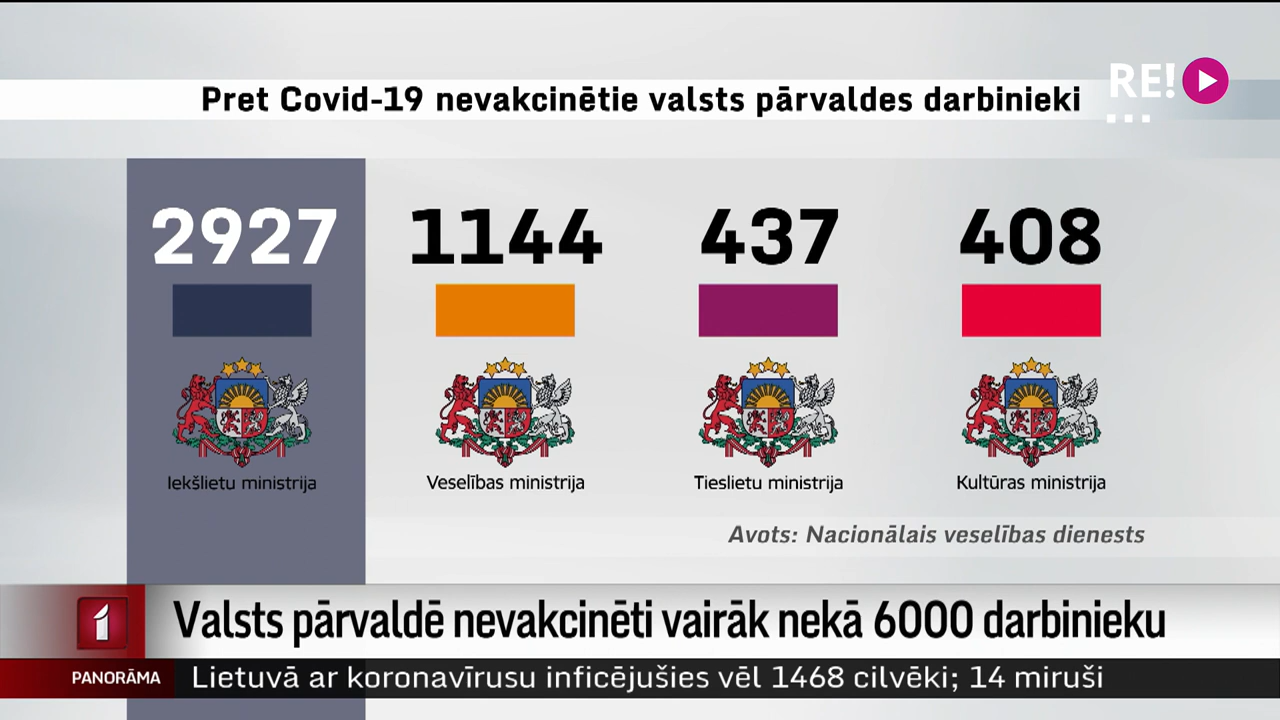 RE!
Pret Covid-19 nevakcinētie valsts pārvaldes darbinieki
2927 1144 437 408
Iekšlietu ministrija Veselības ministrija Tieslietu ministrija Kultūras ministrija
Avots: Nacionālais veselības dienests
1 Valsts pārvaldē nevakcinēti vairāk nekā 6000 darbinieku
PANORĀMA Lietuvā ar koronavīrusu inficējušies vēl 1468 cilvēki; 14 miruši